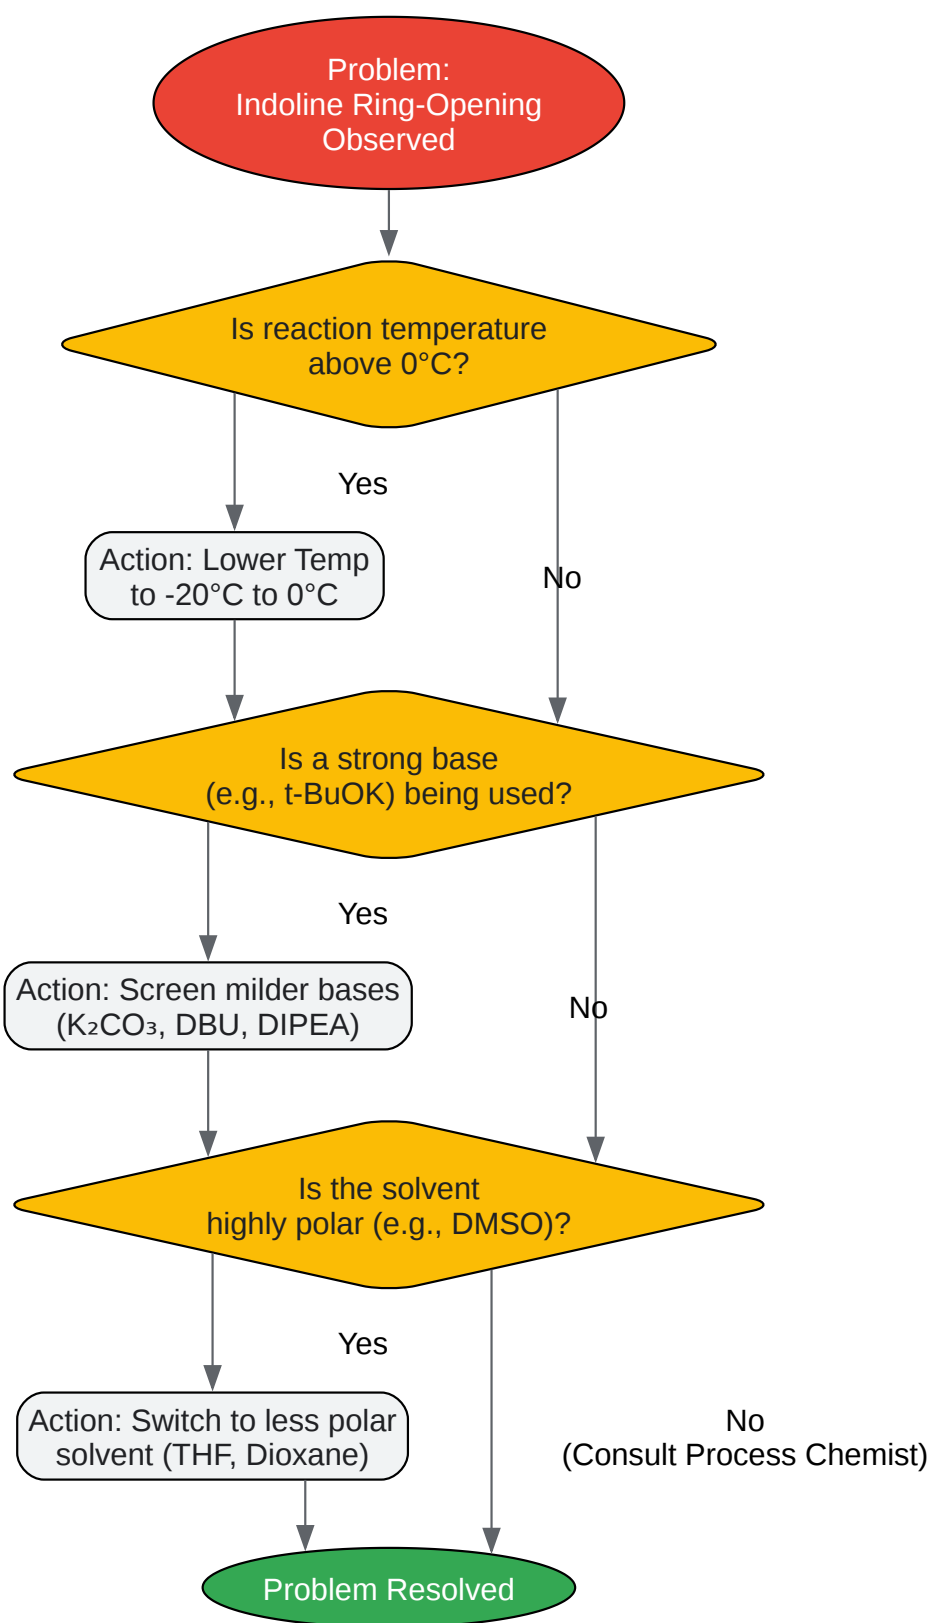 Problem:
Indoline Ring-Opening
Observed
Is reaction temperature
above 0°C?
Yes
Action: Lower Temp
to -20°C to 0°C
No
Is a strong base
(e.g., t-BuOK) being used?
Yes
Action: Screen milder bases
(K₂CO₃, DBU, DIPEA)
No
Is the solvent
highly polar (e.g., DMSO)?
Yes
Action: Switch to less polar
solvent (THF, Dioxane)
No
(Consult Process Chemist)
Problem Resolved